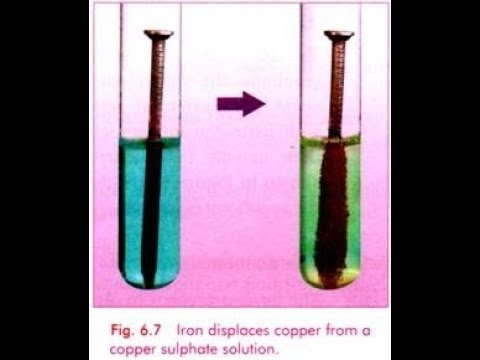 Fig. 6.7 Iron displaces copper from a
copper sulphate solution.